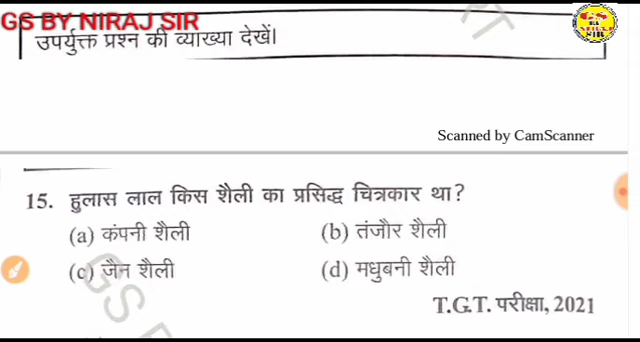 GS BY NIRAJ SIR
उपर्युक्त प्रश्न की व्याख्या देखें।
Scanned by CamScanner
15. हुलास लाल किस शैली का प्रसिद्ध चित्रकार था?
(a) कंपनी शैली (b) तंजौर शैली
(c) जैन शैली (d) मधुबनी शैली
T.G.T. परीक्षा, 2021